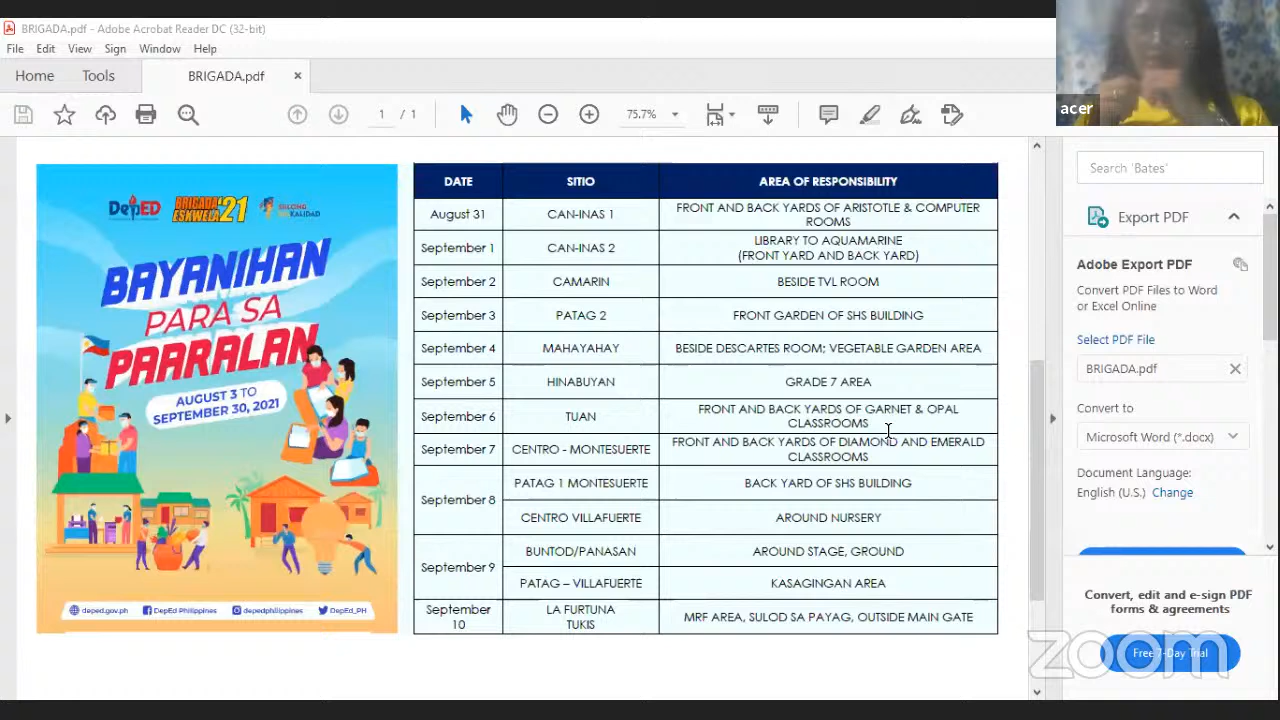 BRIGADA.pdf - Adobe Acrobat Reader DC (32-bit)
File Edit View Sign Window Help
Home Tools BRIGADA.pdf ×
1 / 1 75.7%
acer
DepED BRIGADA ESKWELA '21
BAYANIHAN
PARA SA
PAARALAN
AUGUST 3 TO
SEPTEMBER 30, 2021
deped.gov.ph DepEd Philippines depedphilippines DepEd_PH
DATE SITIO AREA OF RESPONSIBILITY
August 31 CAN-INAS 1 FRONT AND BACK YARDS OF ARISTOTLE & COMPUTER
ROOMS
September 1 CAN-INAS 2 LIBRARY TO AQUAMARINE
(FRONT YARD AND BACK YARD)
September 2 CAMARIN BESIDE TVL ROOM
September 3 PATAG 2 FRONT GARDEN OF SHS BUILDING
September 4 MAHAYAHAY BESIDE DESCARTES ROOM; VEGETABLE GARDEN AREA
September 5 HINABUYAN GRADE 7 AREA
September 6 TUAN FRONT AND BACK YARDS OF GARNET & OPAL
CLASSROOMS
September 7 CENTRO - MONTESUERTE FRONT AND BACK YARDS OF DIAMOND AND EMERALD
CLASSROOMS
September 8 PATAG 1 MONTESUERTE BACK YARD OF SHS BUILDING
CENTRO VILLAFUERTE AROUND NURSERY
September 9 BUNTOD/PANASAN AROUND STAGE, GROUND
PATAG – VILLAFUERTE KASAGINGAN AREA
September
10 LA FURTUNA
TUKIS MRF AREA, SULOD SA PAYAG, OUTSIDE MAIN GATE
Search 'Bates'
Export PDF
Adobe Export PDF
Convert PDF Files to Word
or Excel Online
Select PDF File
BRIGADA.pdf
Convert to
Microsoft Word (*.docx)
Document Language:
English (U.S.) Change
Convert, edit and e-sign PDF
forms & agreements
Free 7-Day Trial
zoom